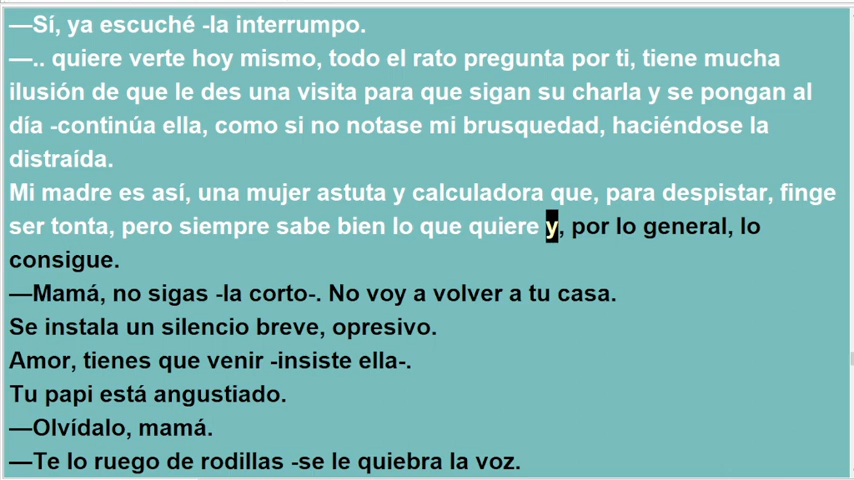 —Sí, ya escuché -la interrumpo.
—.. quiere verte hoy mismo, todo el rato pregunta por ti, tiene mucha
ilusión de que le des una visita para que sigan su charla y se pongan al
día -continúa ella, como si no notase mi brusquedad, haciéndose la
distraída.
Mi madre es así, una mujer astuta y calculadora que, para despistar, finge
ser tonta, pero siempre sabe bien lo que quiere y, por lo general, lo
consigue.
—Mamá, no sigas -la corto-. No voy a volver a tu casa.
Se instala un silencio breve, opresivo.
Amor, tienes que venir -insiste ella-.
Tu papi está angustiado.
—Olvídalo, mamá.
—Te lo ruego de rodillas -se le quiebra la voz.